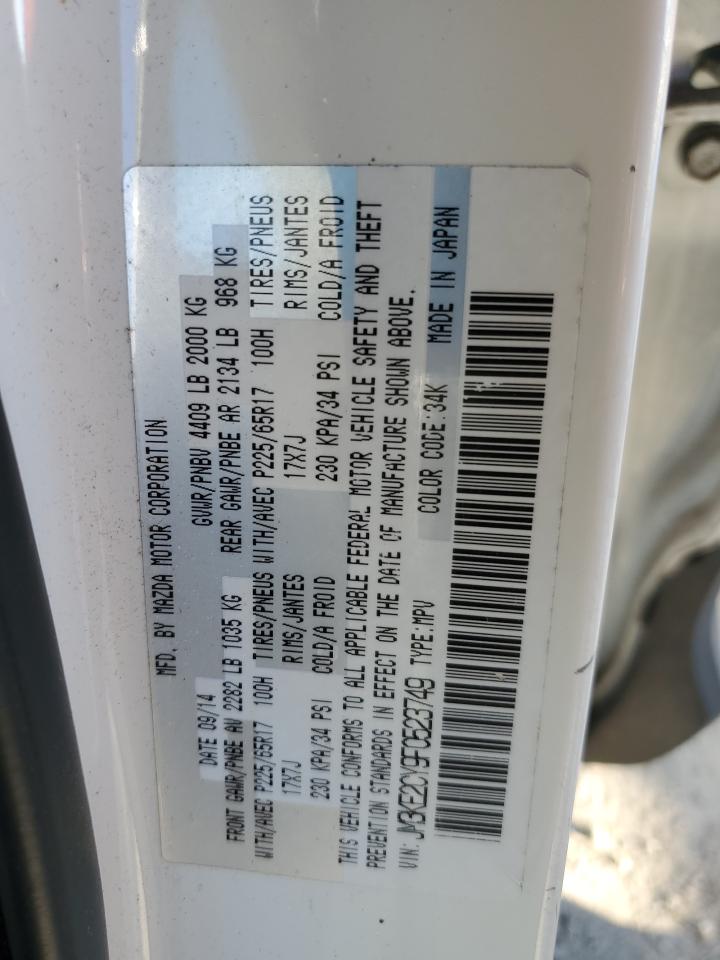 MFD. BY MAZDA MOTOR CORPORATION
DATE 09/14 GVWR/PNBV 4409 LB 2000 KG
FRONT GAWR/PNBE AV 2282 LB 1035 KG REAR GAWR/PNBE AR 2134 LB 968 KG
WITH/AVEC P225/65R17 100H TIRES/PNEUS WITH/AVEC P225/65R17 100H TIRES/PNEUS
17X7J RIMS/JANTES 17X7J RIMS/JANTES
230 KPA/34 PSI COLD/A FROID 230 KPA/34 PSI COLD/A FROID
THIS VEHICLE CONFORMS TO ALL APPLICABLE FEDERAL MOTOR VEHICLE SAFETY AND THEFT
PREVENTION STANDARDS IN EFFECT ON THE DATE OF MANUFACTURE SHOWN ABOVE.
VIN: JM3KE2CY9F0523749 TYPE:MPV COLOR CODE:34K MADE IN JAPAN